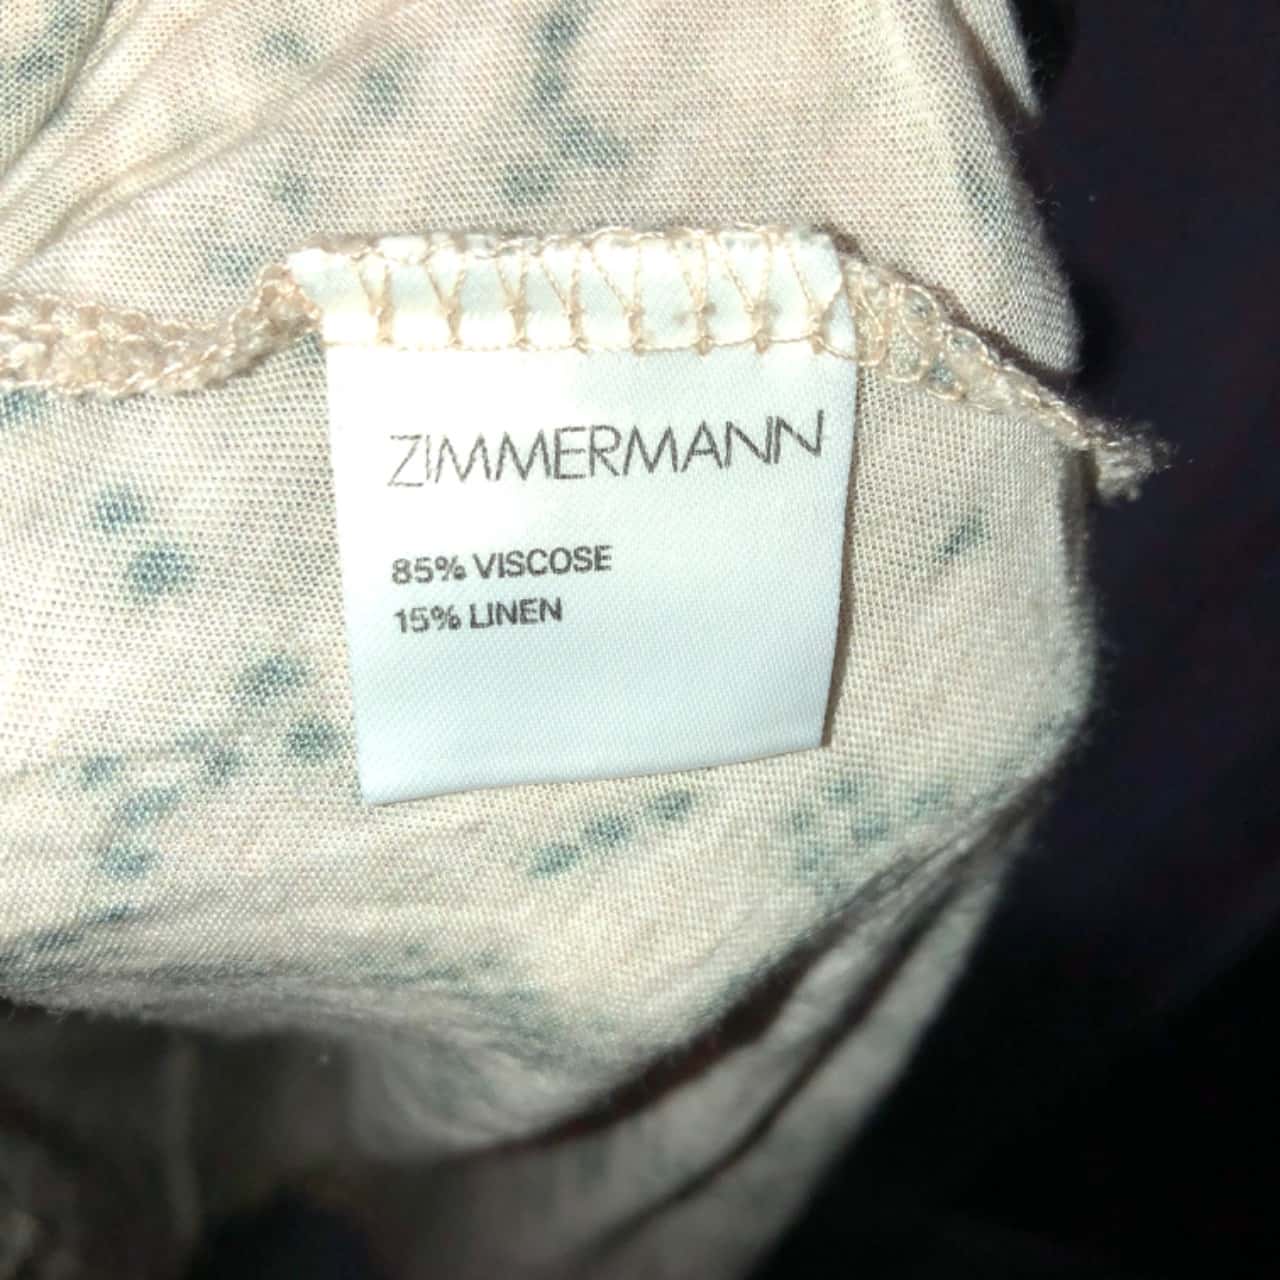 ZIMMERMANN
85% VISCOSE
15% LINEN